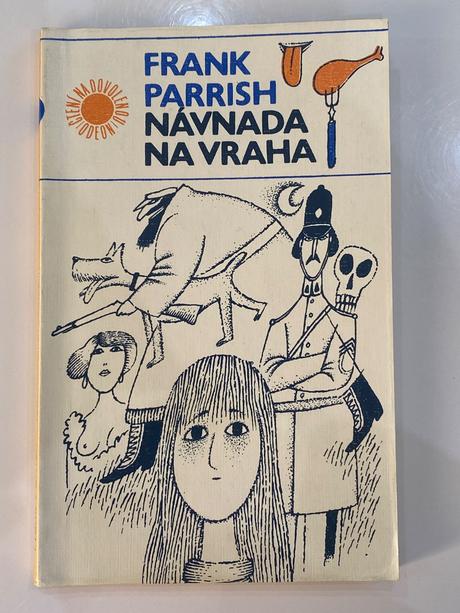 FRANK
PARRISH
NÁVNADA
NA VRAHA
ČTENÍ NA DOVOLENOU ODEON